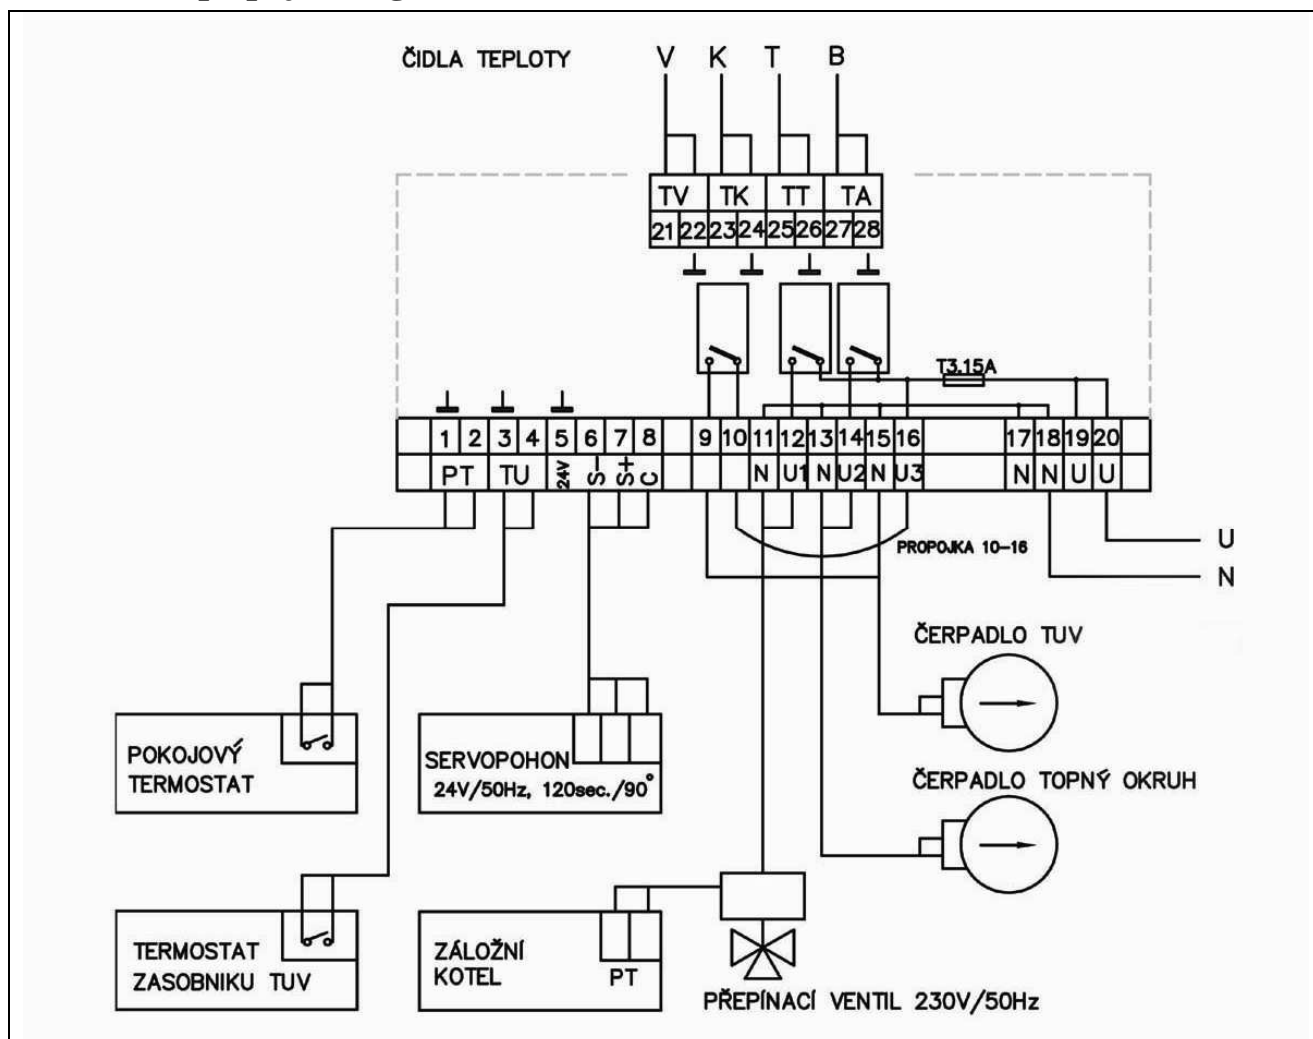 ČIDLA TEPLOTY V K T B
TV TK TT TA
21 22 23 24 25 26 27 28
T3.15A
1 2 3 4 5 6 7 8 9 10 11 12 13 14 15 16 17 18 19 20
PT TU 24V S- S+ C N U1 N U2 N U3 N N U U
PROPOJKA 10-16
U
N
ČERPADLO TUV
POKOJOVÝ
TERMOSTAT
SERVOPOHON
24V/50Hz, 120sec./90°
ČERPADLO TOPNÝ OKRUH
TERMOSTAT
ZASOBNIKU TUV
ZÁLOŽNÍ
KOTEL
PT
PŘEPÍNACÍ VENTIL 230V/50Hz